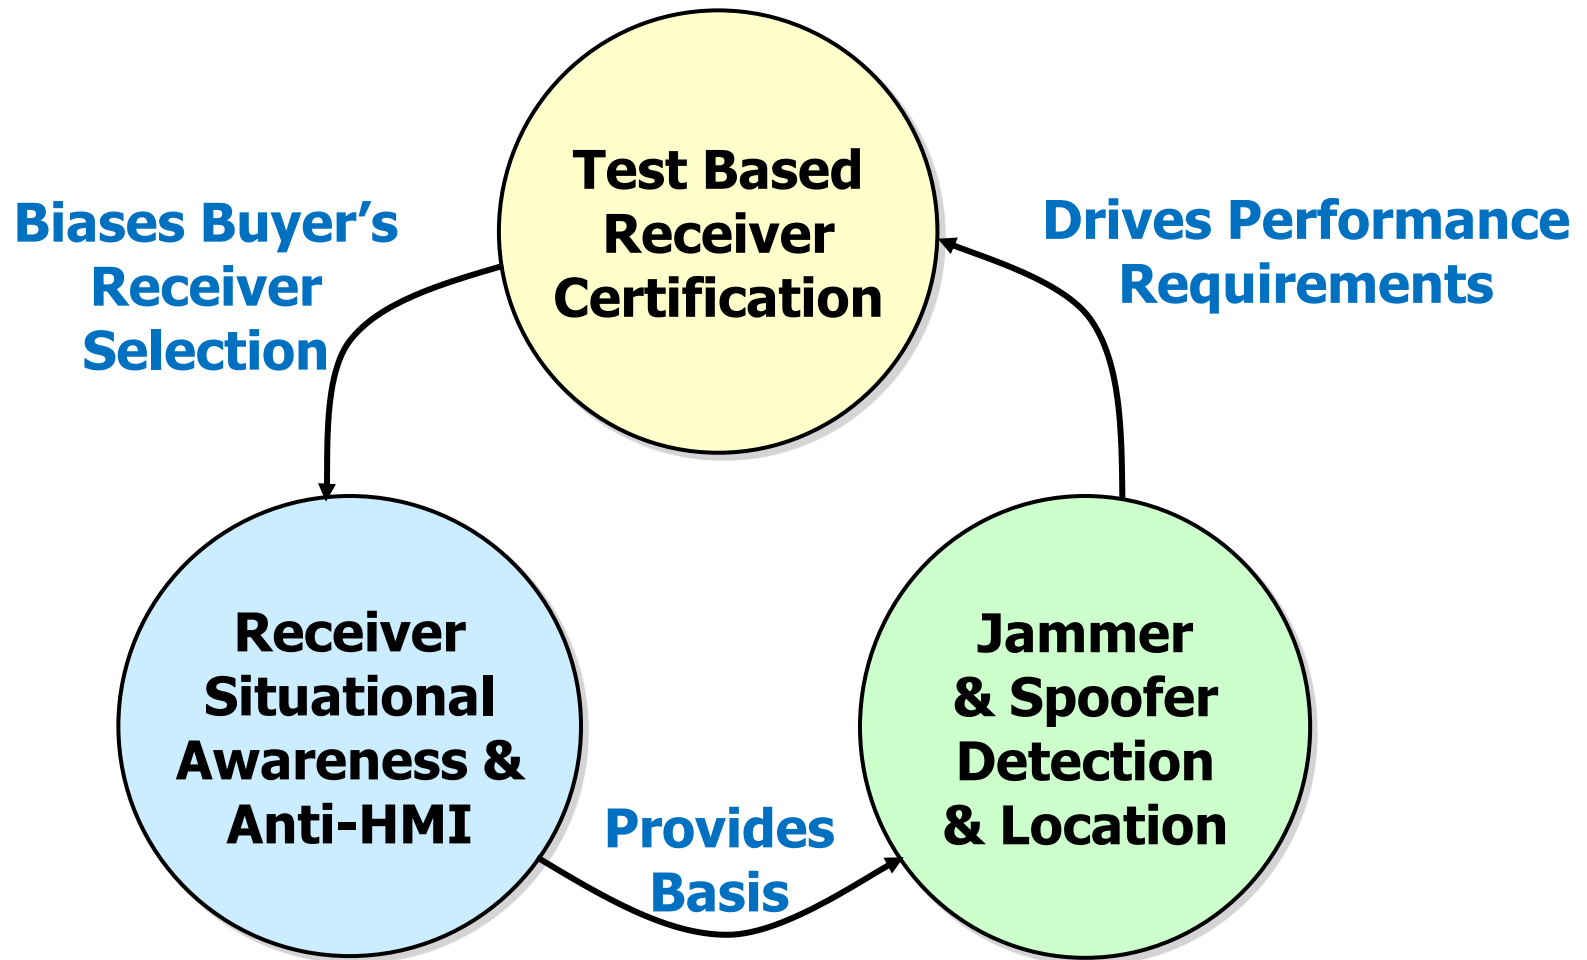 Test Based
Receiver
Certification
Biases Buyer’s
Receiver
Selection
Drives Performance
Requirements
Receiver
Situational
Awareness &
Anti-HMI
Provides
Basis
Jammer
& Spoofer
Detection
& Location